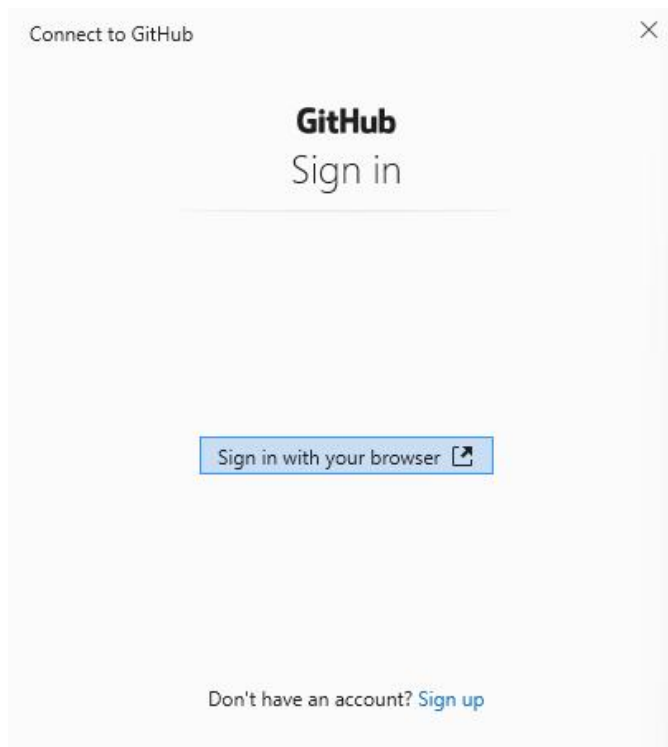 Connect to GitHub
GitHub
Sign in
Sign in with your browser
Don't have an account? Sign up